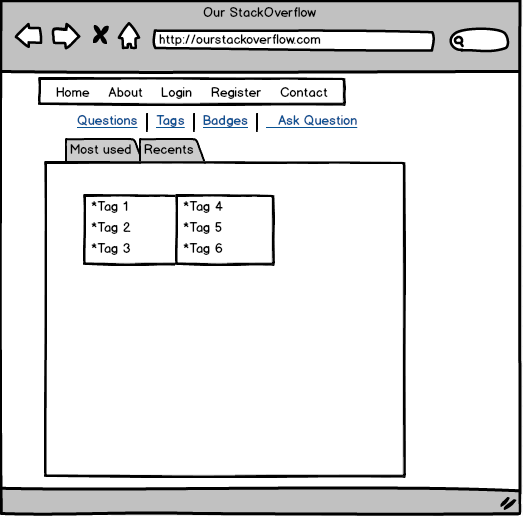 Our StackOverflow
http://ourstackoverflow.com
Home About Login Register Contact
Questions Tags Badges Ask Question
Most used Recents
*Tag 1 *Tag 4
*Tag 2 *Tag 5
*Tag 3 *Tag 6